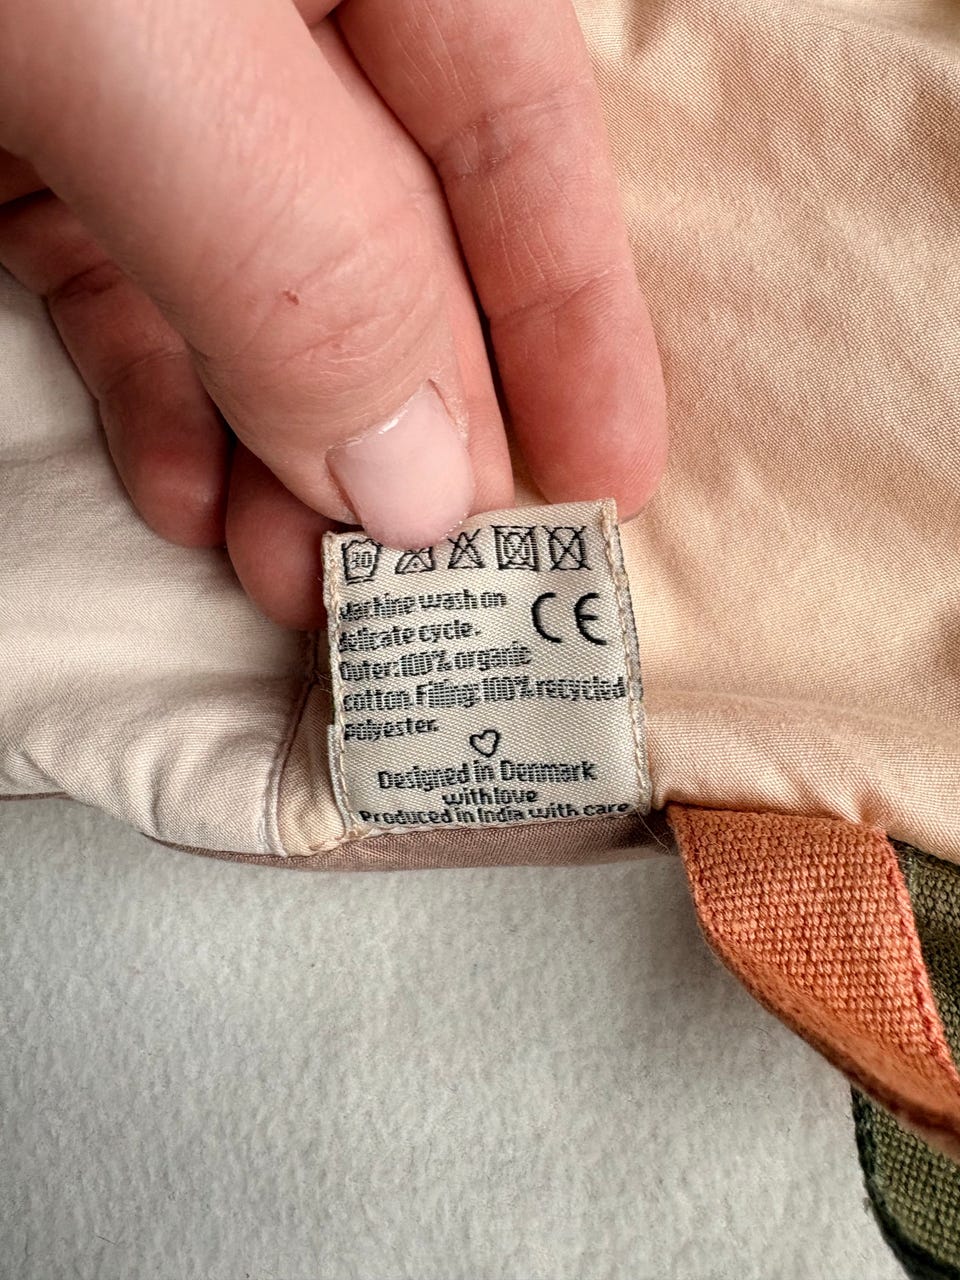 30
Machine wash on
delicate cycle.
CE
Outer: 100% organic
cotton. Filling: 100% recycled
polyester.
Designed in Denmark
with love
Produced in India with care